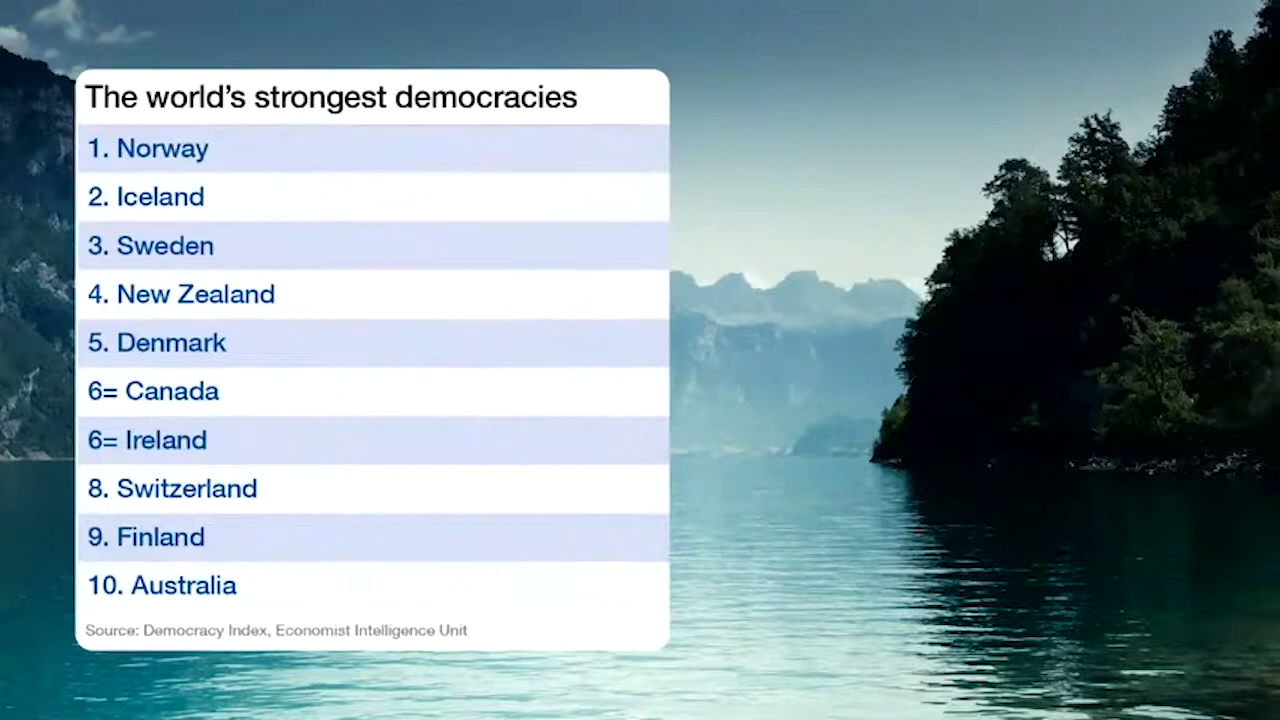 The world’s strongest democracies
1. Norway
2. Iceland
3. Sweden
4. New Zealand
5. Denmark
6= Canada
6= Ireland
8. Switzerland
9. Finland
10. Australia
Source: Democracy Index, Economist Intelligence Unit